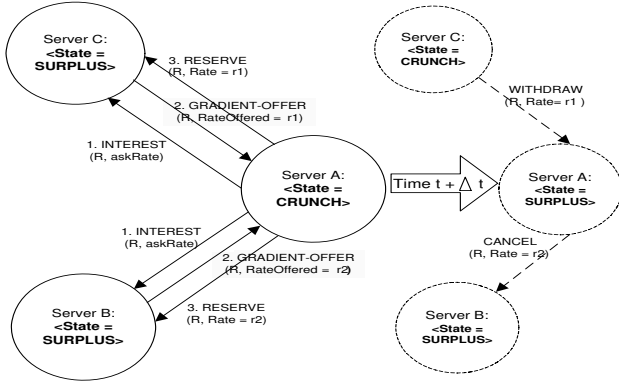 Server C:
<State =
SURPLUS>
3. RESERVE
(R, Rate = r1)
2. GRADIENT-OFFER
(R, RateOffered = r1)
1. INTEREST
(R, askRate)
Server A:
<State =
CRUNCH>
1. INTEREST
(R, askRate)
2. GRADIENT-OFFER
(R, RateOffered = r2)
3. RESERVE
(R, Rate = r2)
Server B:
<State =
SURPLUS>
Time t + Δ t
Server C:
<State =
CRUNCH>
WITHDRAW
(R, Rate= r1 )
Server A:
<State =
SURPLUS>
CANCEL
(R, Rate = r2)
Server B:
<State =
SURPLUS>